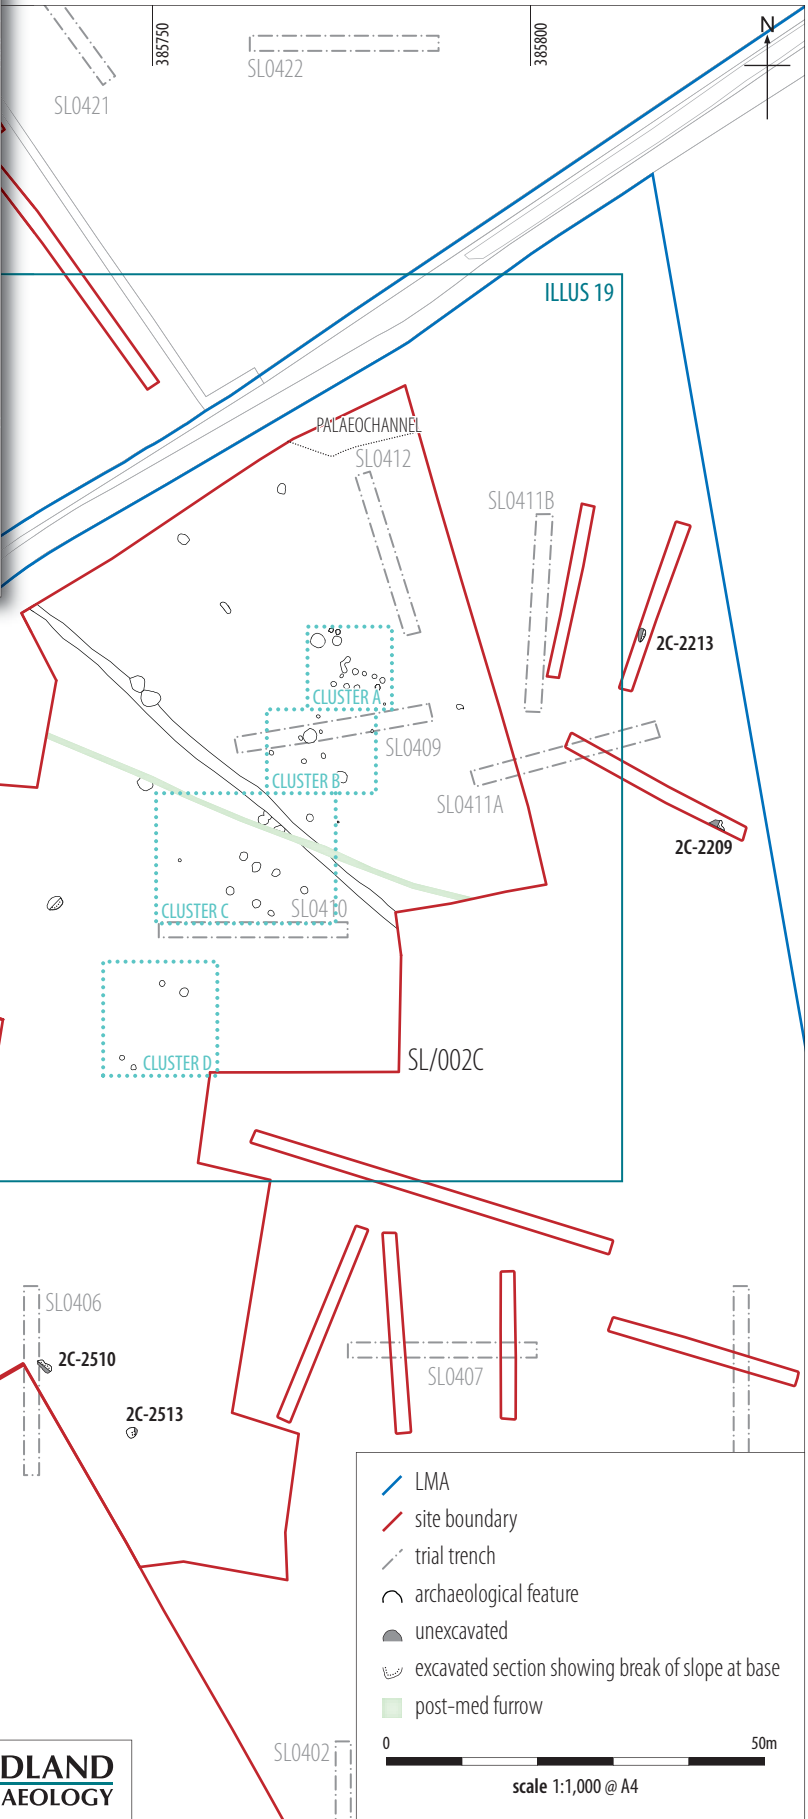 385750
385800
N
SL0422
SL0421
ILLUS 19
PALAEOCHANNEL
SL0412
SL0411B
2C-2213
CLUSTER A
SL0409
CLUSTER B
SL0411A
2C-2209
CLUSTER C
SL0410
CLUSTER D
SL/002C
SL0406
2C-2510
SL0407
2C-2513
LMA
site boundary
trial trench
archaeological feature
unexcavated
excavated section showing break of slope at base
post-med furrow
0 50m
scale 1:1,000 @ A4
SL0402
DLAND
AEOLOGY